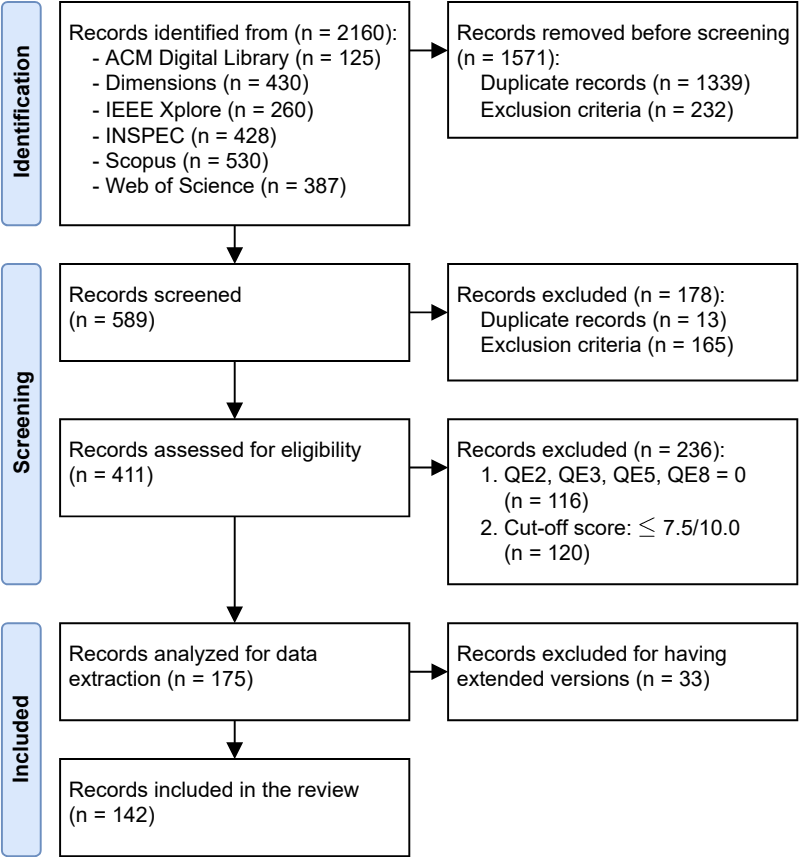 Identification
Records identified from (n = 2160):
- ACM Digital Library (n = 125)
- Dimensions (n = 430)
- IEEE Xplore (n = 260)
- INSPEC (n = 428)
- Scopus (n = 530)
- Web of Science (n = 387)
Records removed before screening
(n = 1571):
Duplicate records (n = 1339)
Exclusion criteria (n = 232)
Screening
Records screened
(n = 589)
Records excluded (n = 178):
Duplicate records (n = 13)
Exclusion criteria (n = 165)
Records assessed for eligibility
(n = 411)
Records excluded (n = 236):
1. QE2, QE3, QE5, QE8 = 0
(n = 116)
2. Cut-off score: ≤ 7.5/10.0
(n = 120)
Included
Records analyzed for data
extraction (n = 175)
Records excluded for having
extended versions (n = 33)
Records included in the review
(n = 142)